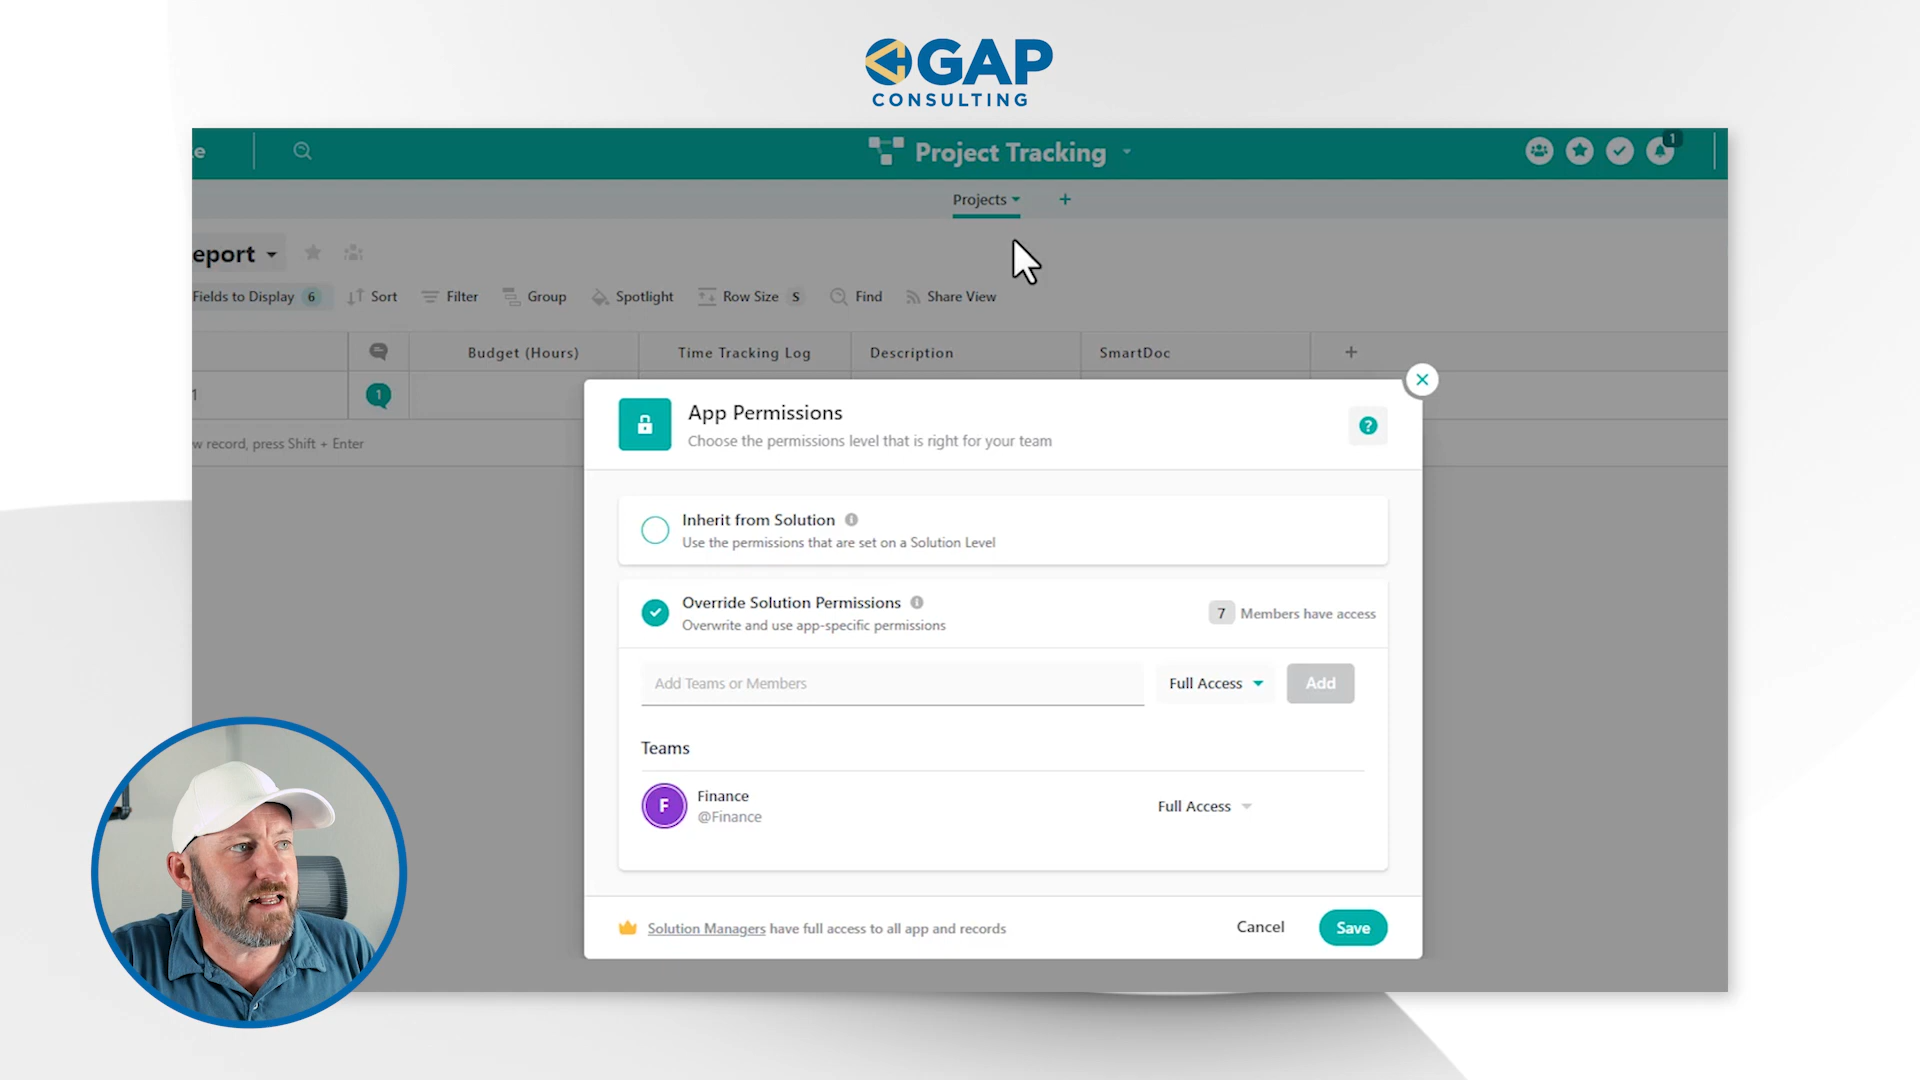 GAP
CONSULTING
Project Tracking
1
Projects
eport
Fields to Display 6 Sort Filter Group Spotlight Row Size S Find Share View
Budget (Hours) Time Tracking Log Description SmartDoc
1
App Permissions
Choose the permissions level that is right for your team
?
w record, press Shift + Enter
Inherit from Solution
Use the permissions that are set on a Solution Level
Override Solution Permissions
Overwrite and use app-specific permissions
7 Members have access
Add Teams or Members Full Access Add
Teams
F
Finance
@Finance
Full Access
Solution Managers have full access to all app and records
Cancel Save